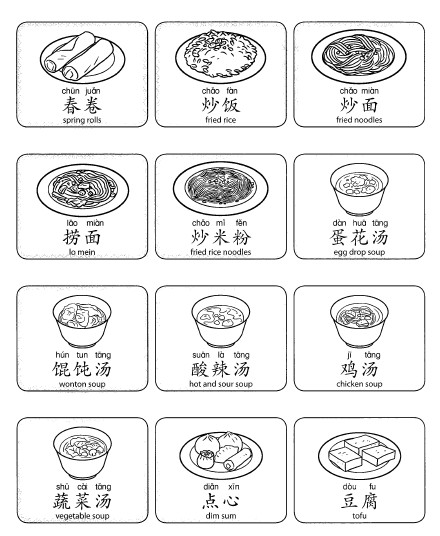 chūn juǎn
春卷
spring rolls
chǎo fàn
炒饭
fried rice
chǎo miàn
炒面
fried noodles
lāo miàn
捞面
lo mein
chǎo mǐ fěn
炒米粉
fried rice noodles
dàn huā tāng
蛋花汤
egg drop soup
hún tun tāng
馄饨汤
wonton soup
suān là tāng
酸辣汤
hot and sour soup
jī tāng
鸡汤
chicken soup
shū cài tāng
蔬菜汤
vegetable soup
diǎn xīn
点心
dim sum
dòu fu
豆腐
tofu